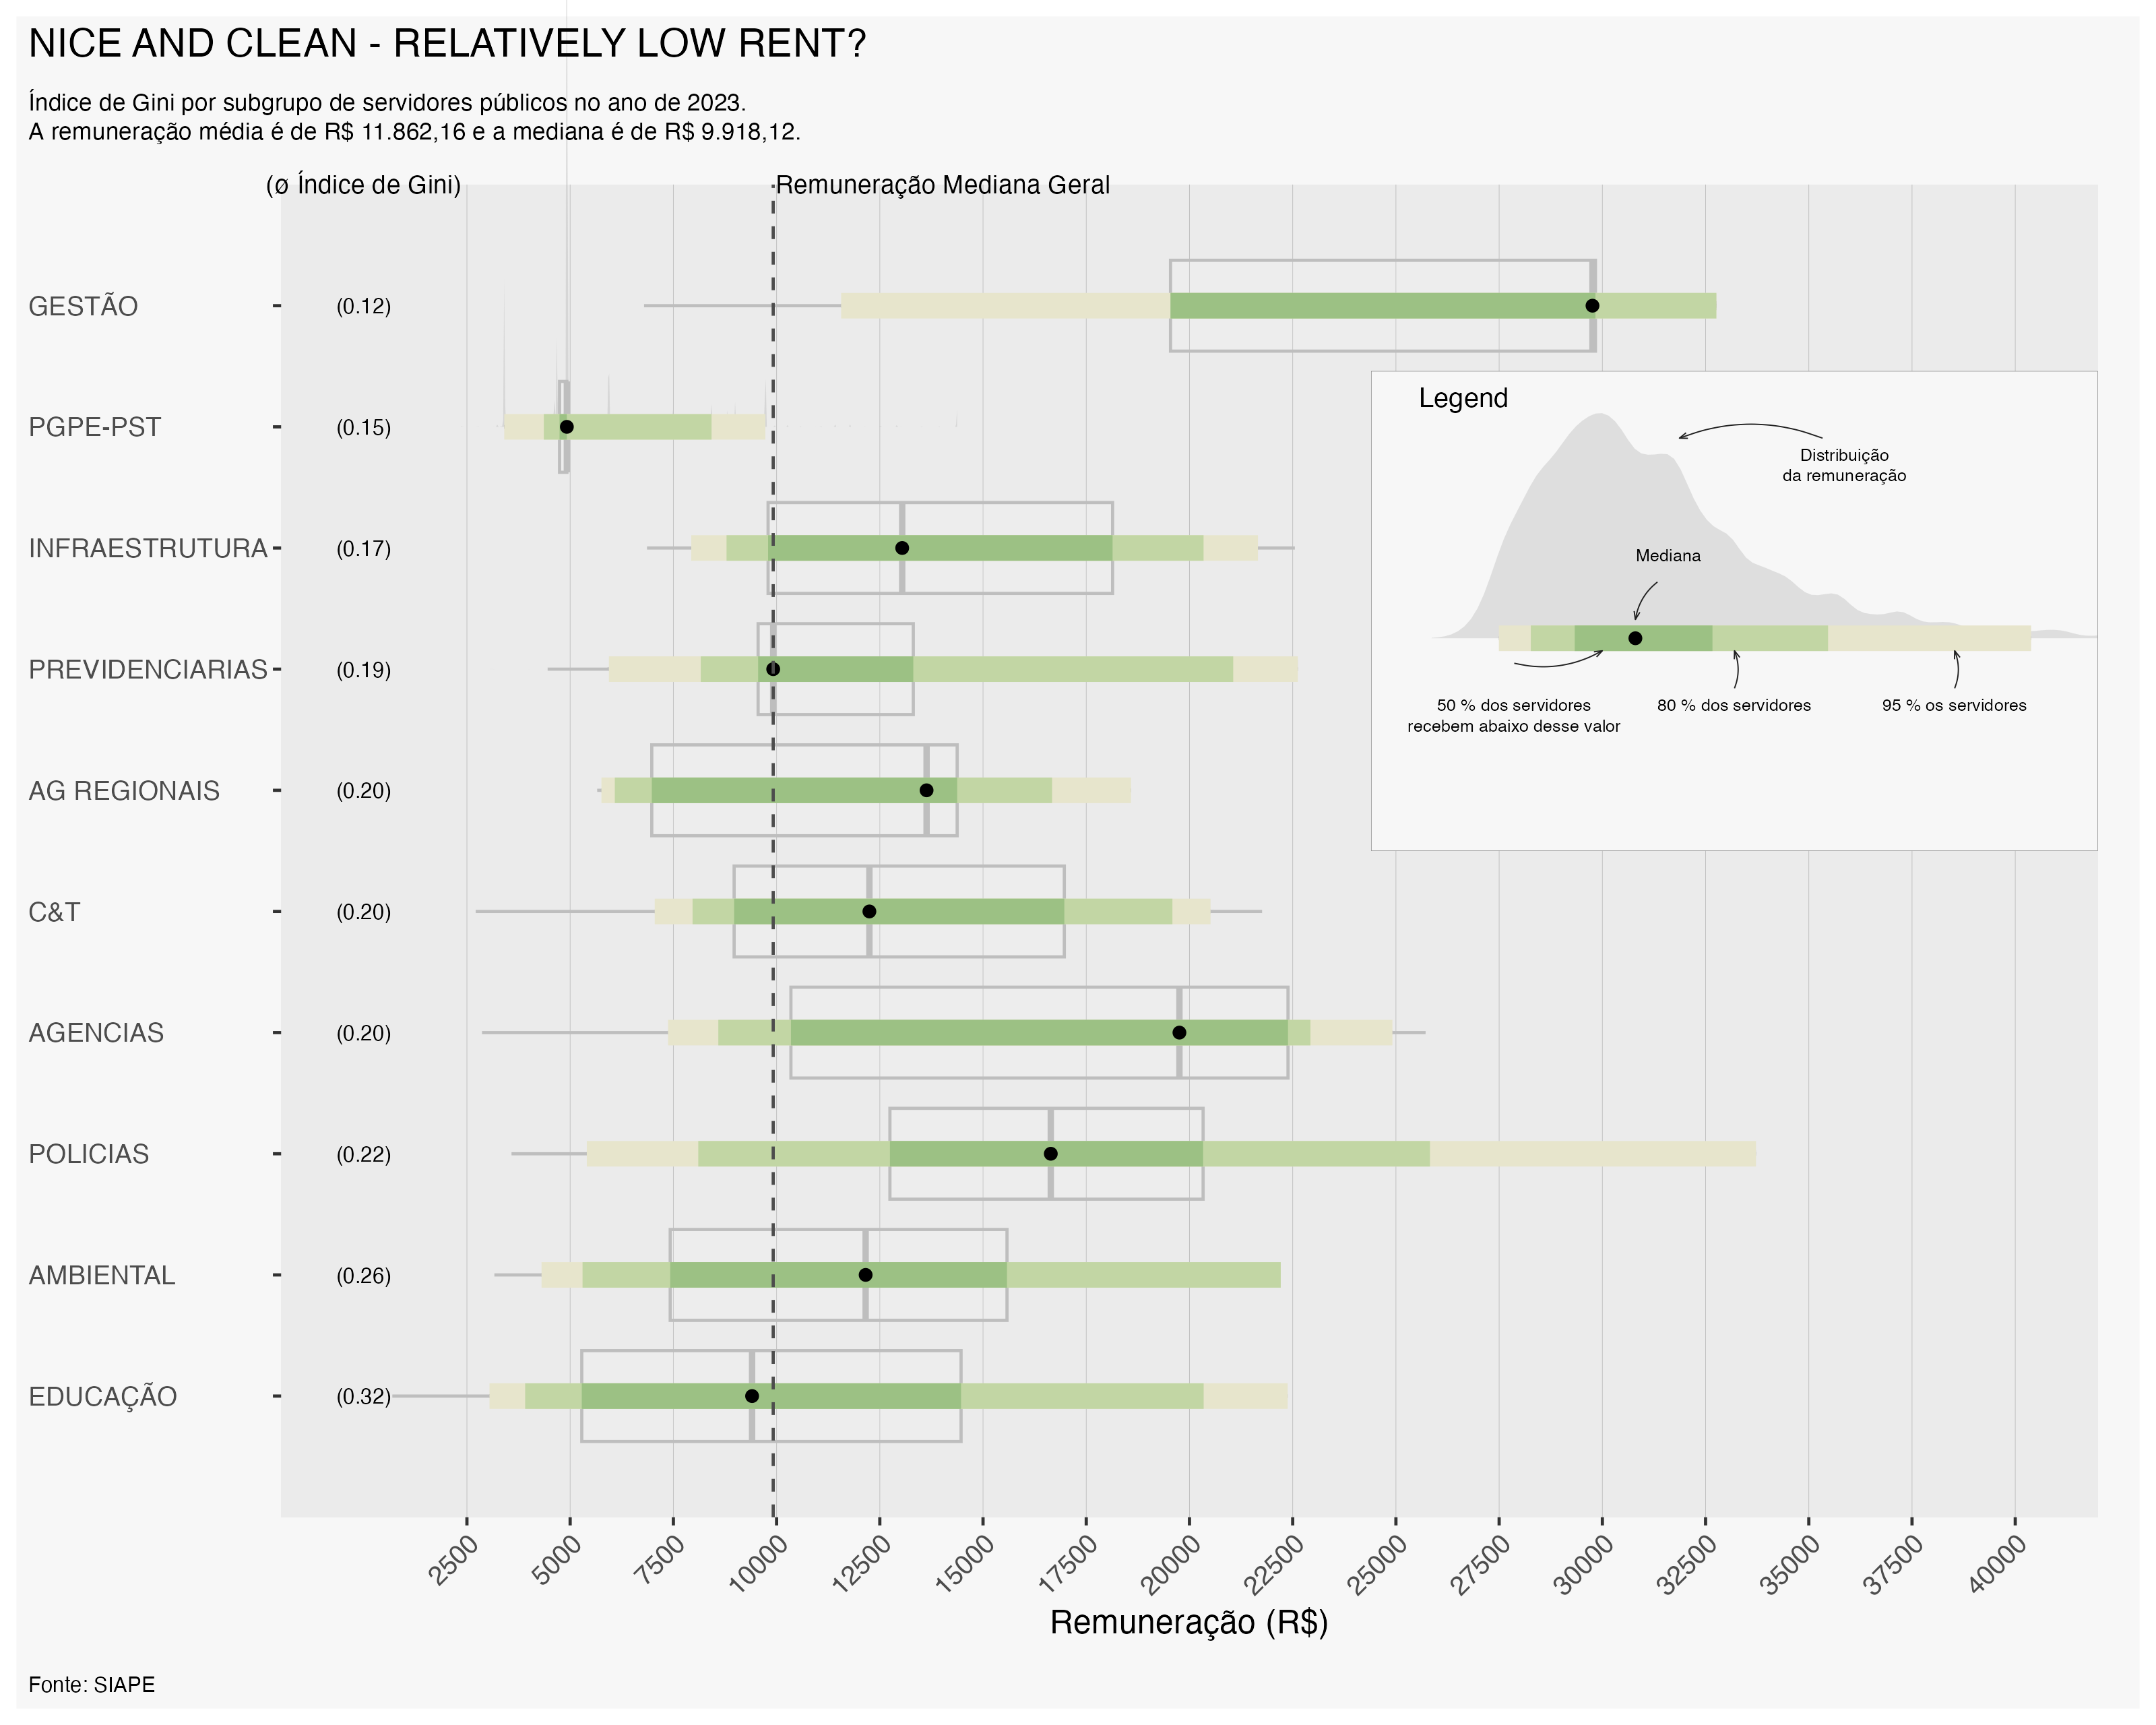 NICE AND CLEAN - RELATIVELY LOW RENT?
Índice de Gini por subgrupo de servidores públicos no ano de 2023.
A remuneração média é de R$ 11.862,16 e a mediana é de R$ 9.918,12.
(ø Índice de Gini)
Remuneração Mediana Geral
GESTÃO (0.12)
PGPE-PST (0.15)
INFRAESTRUTURA (0.17)
PREVIDENCIARIAS (0.19)
AG REGIONAIS (0.20)
C&T (0.20)
AGENCIAS (0.20)
POLICIAS (0.22)
AMBIENTAL (0.26)
EDUCAÇÃO (0.32)
Legend
Distribuição
da remuneração
Mediana
50 % dos servidores
recebem abaixo desse valor
80 % dos servidores
95 % os servidores
2500 5000 7500 10000 12500 15000 17500 20000 22500 25000 27500 30000 32500 35000 37500 40000
Remuneração (R$)
Fonte: SIAPE